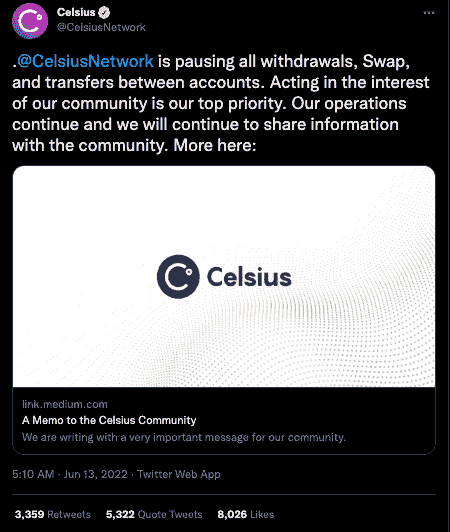 Celsius
@CelsiusNetwork
.@CelsiusNetwork is pausing all withdrawals, Swap,
and transfers between accounts. Acting in the interest
of our community is our top priority. Our operations
continue and we will continue to share information
with the community. More here:
Celsius
link.medium.com
A Memo to the Celsius Community
We are writing with a very important message for our community.
5:10 AM · Jun 13, 2022 · Twitter Web App
3,359 Retweets 5,322 Quote Tweets 8,026 Likes